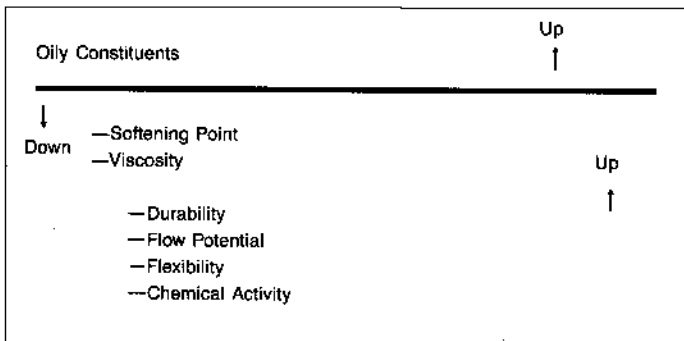 Up
Oily Constituents ↑
↓
Down —Softening Point
—Viscosity
Up
↑
—Durability
—Flow Potential
—Flexibility
—Chemical Activity